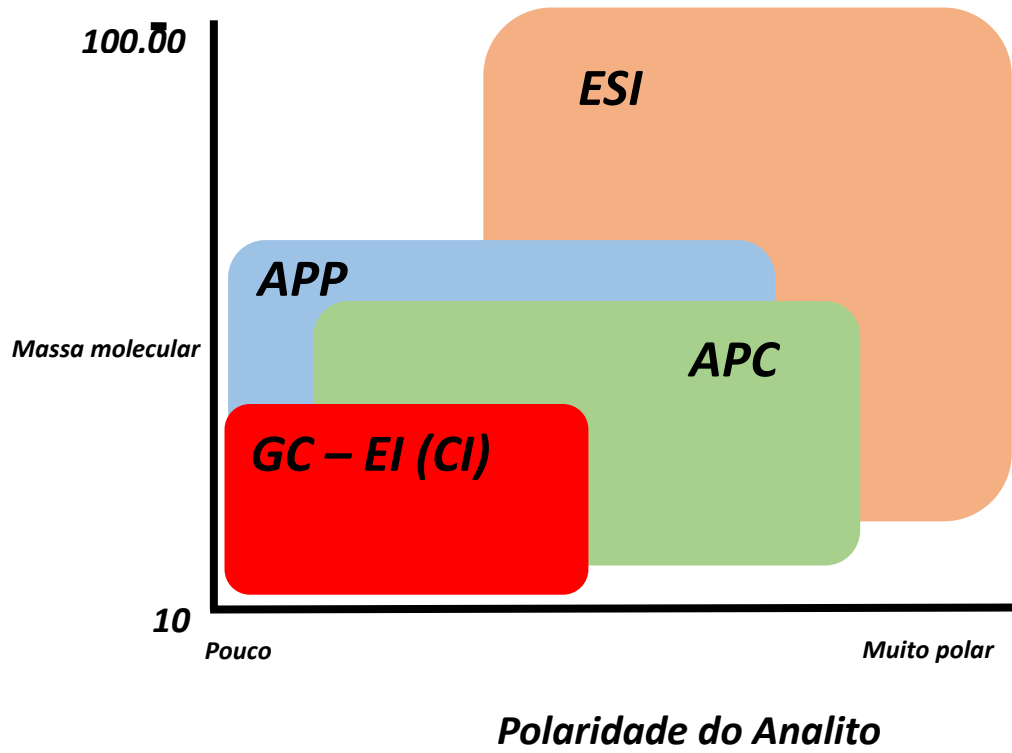 100.00
ESI
APP
Massa molecular
APC
GC – EI (CI)
10
Pouco
Muito polar
Polaridade do Analito